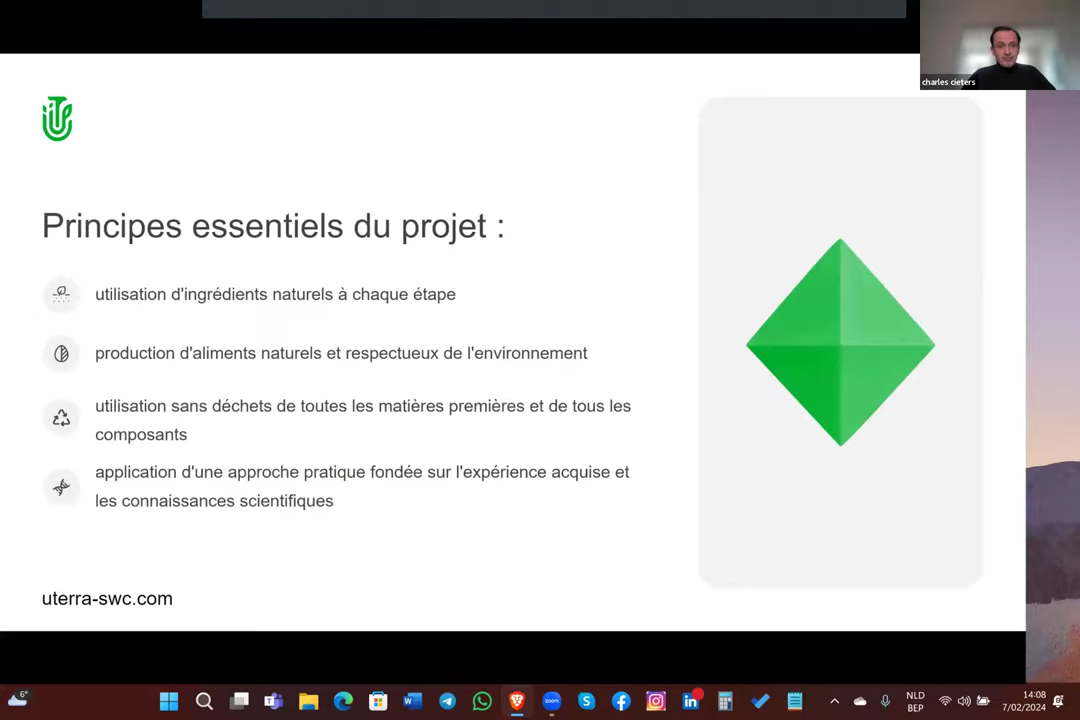 charles cieters
Principes essentiels du projet :
utilisation d'ingrédients naturels à chaque étape
production d'aliments naturels et respectueux de l'environnement
utilisation sans déchets de toutes les matières premières et de tous les
composants
application d'une approche pratique fondée sur l'expérience acquise et
les connaissances scientifiques
uterra-swc.com
6°
zoom
NLD
BEP
14:08
7/02/2024